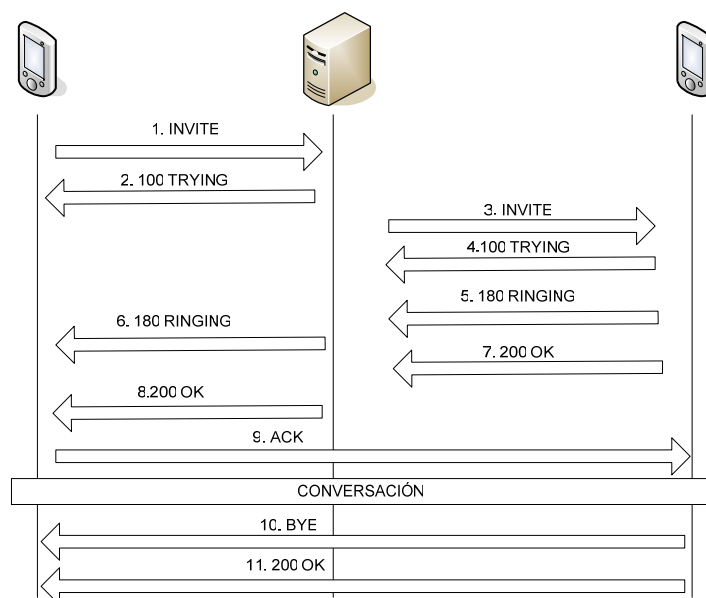 1. INVITE
2. 100 TRYING
3. INVITE
4.100 TRYING
5. 180 RINGING
6. 180 RINGING
7. 200 OK
8.200 OK
9. ACK
CONVERSACIÓN
10. BYE
11. 200 OK